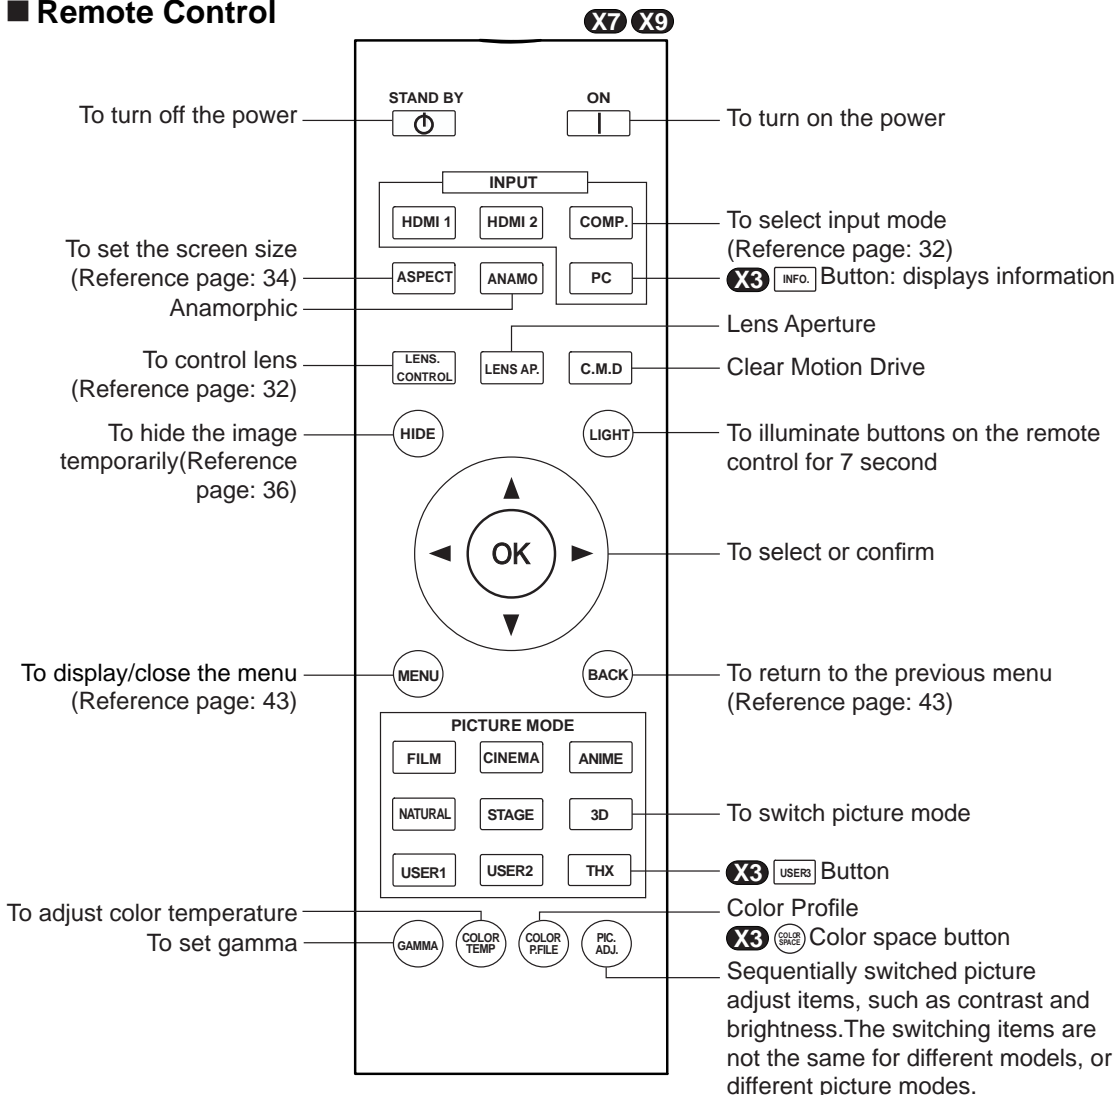 ■ Remote Control
X7 X9
STAND BY
ON
To turn off the power
To turn on the power
INPUT
HDMI 1
HDMI 2
COMP.
To select input mode
(Reference page: 32)
To set the screen size
(Reference page: 34)
ASPECT
ANAMO
PC
X3 INFO. Button: displays information
Anamorphic
Lens Aperture
To control lens
(Reference page: 32)
LENS.
CONTROL
LENS AP.
C.M.D
Clear Motion Drive
To hide the image
temporarily(Reference
page: 36)
HIDE
LIGHT
To illuminate buttons on the remote
control for 7 second
OK
To select or confirm
To display/close the menu
(Reference page: 43)
MENU
BACK
To return to the previous menu
(Reference page: 43)
PICTURE MODE
FILM
CINEMA
ANIME
NATURAL
STAGE
3D
To switch picture mode
USER1
USER2
THX
X3 USER3 Button
To adjust color temperature
To set gamma
GAMMA
COLOR
TEMP
COLOR
P.FILE
PIC.
ADJ.
Color Profile
X3 COLOR SPACE Color space button
Sequentially switched picture
adjust items, such as contrast and
brightness.The switching items are
not the same for different models, or
different picture modes.